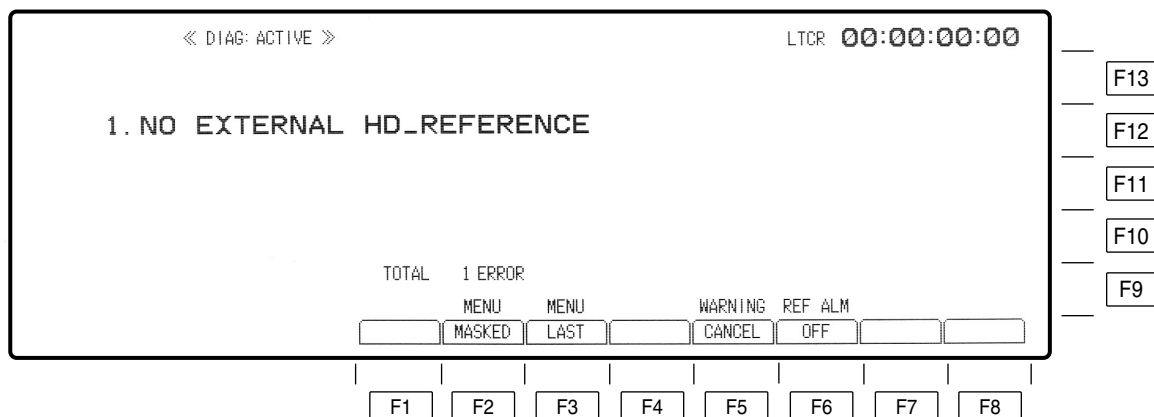 ≪ DIAG: ACTIVE ≫ LTCR 00:00:00:00
F13
1. NO EXTERNAL HD_REFERENCE
F12
F11
F10
TOTAL 1 ERROR
F9
MENU MENU WARNING REF ALM
MASKED LAST CANCEL OFF
F1 F2 F3 F4 F5 F6 F7 F8